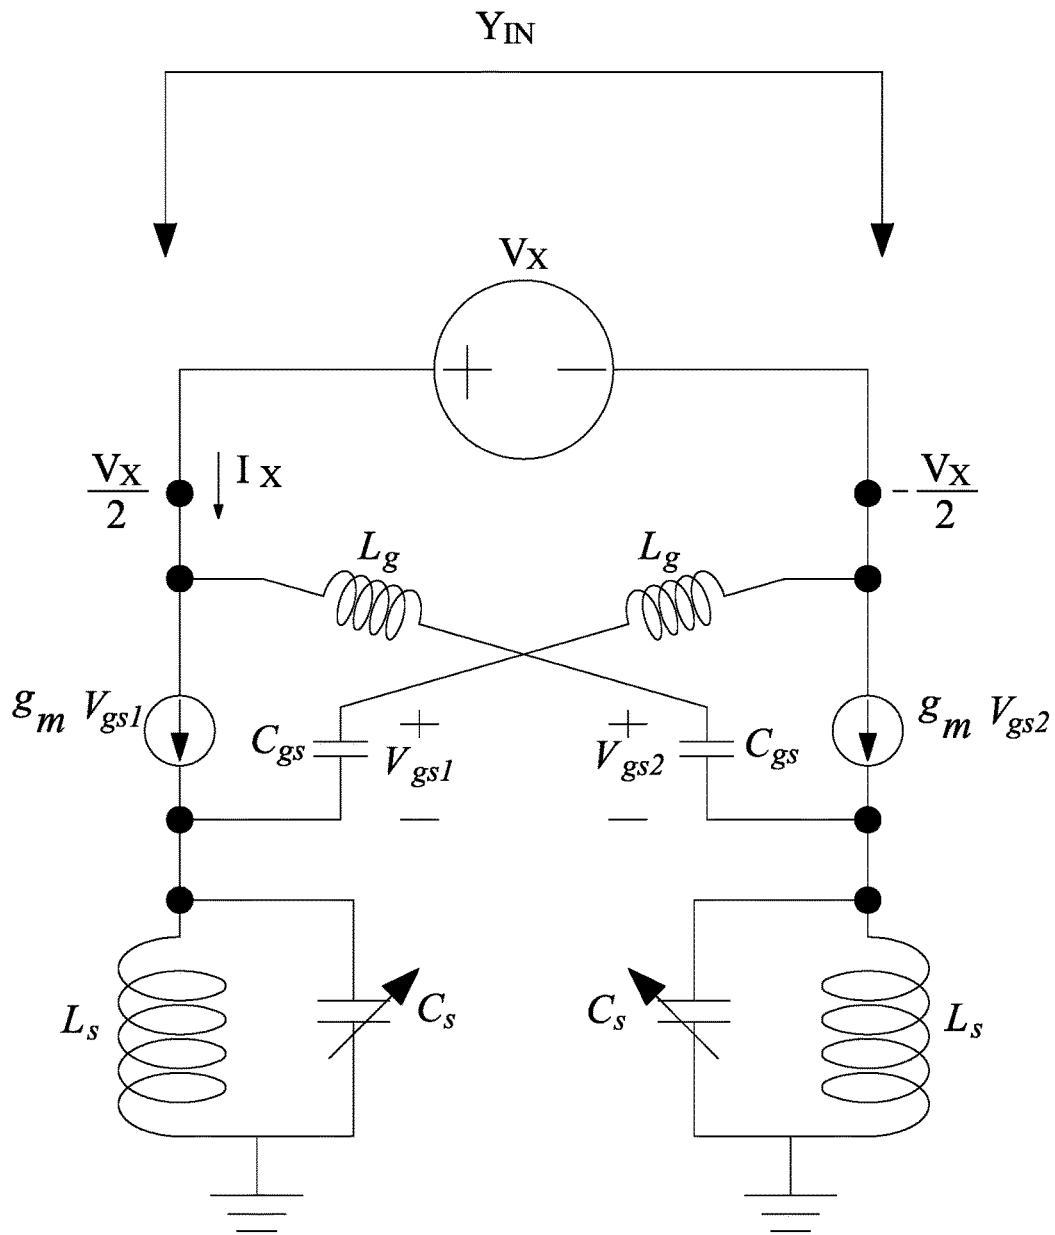 Y_IN
V_X
V_X/2
I_X
- V_X/2
L_g
L_g
g_m V_gs1
C_gs
+
V_gs1
−
+
V_gs2
−
C_gs
g_m V_gs2
L_s
C_s
C_s
L_s